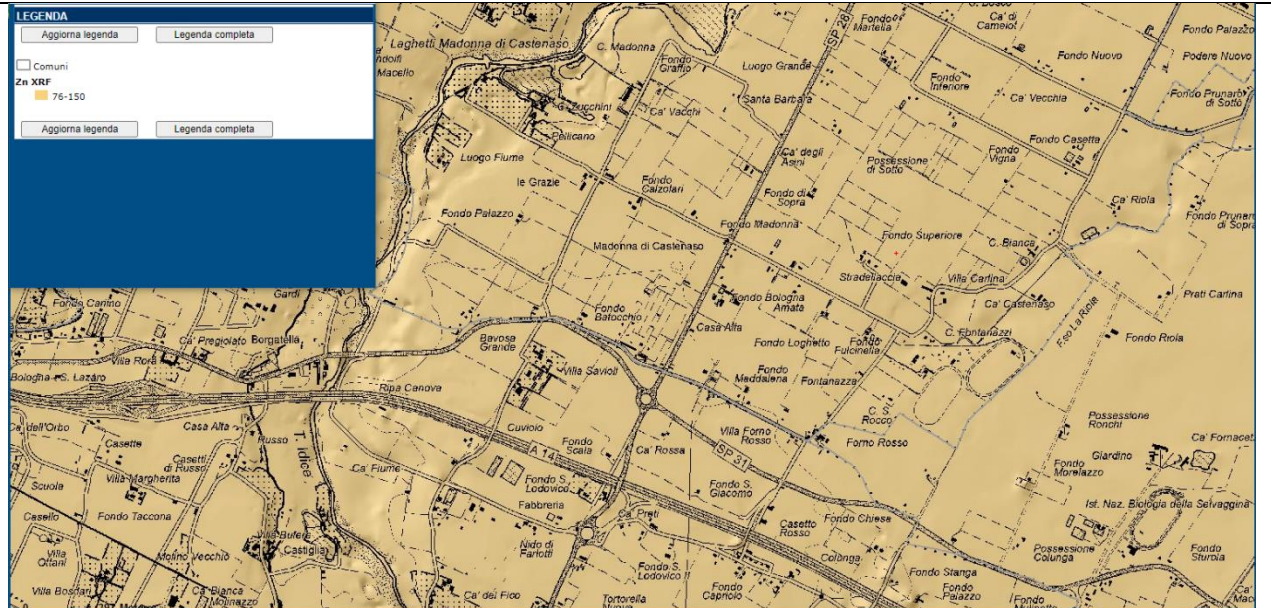 LEGENDA
Aggiorna legenda
Legenda completa
Comuni
Zn XRF
76-150
Aggiorna legenda
Legenda completa
Laghetti Madonna di Castenaso
Macello
C. Madonna
Fondo
Graffio
Luogo Grande
SP 28
Fondo
Martella
Ca' di
Fondo Palazzo
Fondo Nuovo
Podere Nuovo
Fondo
Inferiore
Ca' Vecchia
Fondo Prunaro
di Sotto
Santa Barbara
G. Zucchini
Ca' Vacchi
Pellicano
Fondo Casetta
Luogo Fiume
Ca' degli
Asini
Possessione
di Sotto
Fondo
Vigna
le Grazie
Fondo
Calzolari
Fondo di
Sopra
Ca' Riola
Fondo Palazzo
Fondo Madonna
Fondo Superiore
C. Bianca
di Sopra
Madonna di Castenaso
Stradellaccia
Villa Carlina
Gardi
Prati Carlina
Fondo Canino
Fondo
Batocchio
Fondo Bologna
Amata
Ca' Castenaso
F.so La Riola
Ca' Pregiolato
Borgatella
Bavosa
Grande
Casa Alta
C. Fontanazzi
Fondo Loghetto
Fondo
Fulcinella
Fondo Riola
Villa Rora
Villa Savioli
Bologna - S. Lazaro
Fondo
Maddalena
Fontanazza
Ripa Canova
Possessione
Ronchi
C. S.
Rocco
Ca' dell'Orbo
Casa Alta
Cuviolo
Villa Forno
Rosso
Forno Rosso
Casette
Russo
T. Idice
Fondo
Scala
Ca' Rossa
SP 31
Giardino
A 14
Casetti
di Russo
Ca' Fiume
Fondo
Morelazzo
Scuola
Villa Margherita
Fondo S.
Lodovico
Fondo S.
Giacomo
Ist. Naz. Biologia della Selvaggina
Fabbreria
Casello
Fondo Taccona
Ca' Preti
Casetto
Rosso
Fondo Chiesa
Villa
Ottani
Molino Vecchio
Castiglia
Nido di
Farlotti
Colunga
Possessione
Colunga
Fondo
Sturola
Fondo S.
Lodovico II
Fondo Stanga
Villa Boschi
Ca' Bianca
Molinazzo
Ca' del Fico
Tortorella
Fondo
Capriolo
Fondo
Palazzo
Fondo